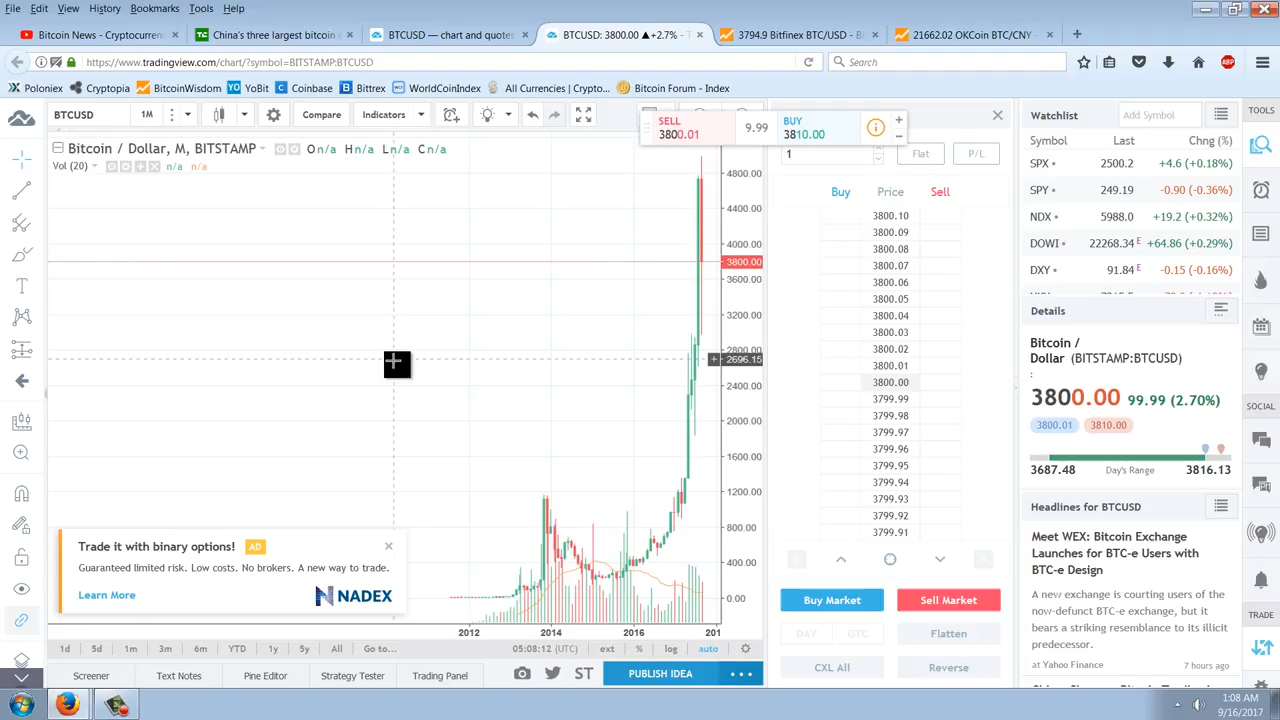 File Edit View History Bookmarks Tools Help
Bitcoin News - Cryptocurren
China's three largest bitcoin e
BTCUSD — chart and quotes
BTCUSD: 3800.00 ▲+2.7% - T
3794.9 Bitfinex BTC/USD - Bi
21662.02 OKCoin BTC/CNY -
https://www.tradingview.com/chart/?symbol=BITSTAMP:BTCUSD
Search
ABP
Poloniex Cryptopia BitcoinWisdom YoBit Coinbase Bittrex WorldCoinIndex All Currencies | Crypto... Bitcoin Forum - Index
BTCUSD 1M Compare Indicators
SELL
3800.01
9.99
BUY
3810.00
Bitcoin / Dollar, M, BITSTAMP
O n/a H n/a L n/a C n/a
Vol (20) n/a n/a
4800.00
4400.00
4000.00
3800.00
3600.00
3200.00
2696.15
2400.00
2000.00
1600.00
1200.00
800.00
400.00
0.00
2012 2014 2016 201
Trade it with binary options! AD
Guaranteed limited risk. Low costs. No brokers. A new way to trade.
Learn More
NADEX
1d 5d 1m 3m 6m YTD 1y 5y All Go to... 05:08:12 (UTC) ext % log auto
Screener Text Notes Pine Editor Strategy Tester Trading Panel ST PUBLISH IDEA
1 Flat P/L
Buy Price Sell
3800.10
3800.09
3800.08
3800.07
3800.06
3800.05
3800.04
3800.03
3800.02
3800.01
3800.00
3799.99
3799.98
3799.97
3799.96
3799.95
3799.94
3799.93
3799.92
3799.91
Buy Market Sell Market
DAY GTC Flatten
CXL All Reverse
Watchlist Add Symbol
Symbol Last Chng (%)
SPX 2500.2 +4.6 (+0.18%)
SPY 249.19 -0.90 (-0.36%)
NDX 5988.0 +19.2 (+0.32%)
DOWI 22268.34 E +64.86 (+0.29%)
DXY 91.84 E -0.15 (-0.16%)
Details
Bitcoin /
Dollar (BITSTAMP:BTCUSD)
:
3800.00 99.99 (2.70%)
3800.01 3810.00
3687.48 Day's Range 3816.13
Headlines for BTCUSD
Meet WEX: Bitcoin Exchange
Launches for BTC-e Users with
BTC-e Design
A new exchange is courting users of the
now-defunct BTC-e exchange, but it
bears a striking resemblance to its illicit
predecessor.
at Yahoo Finance 7 hours ago
TOOLS
SOCIAL
TRADE
1:08 AM
9/16/2017